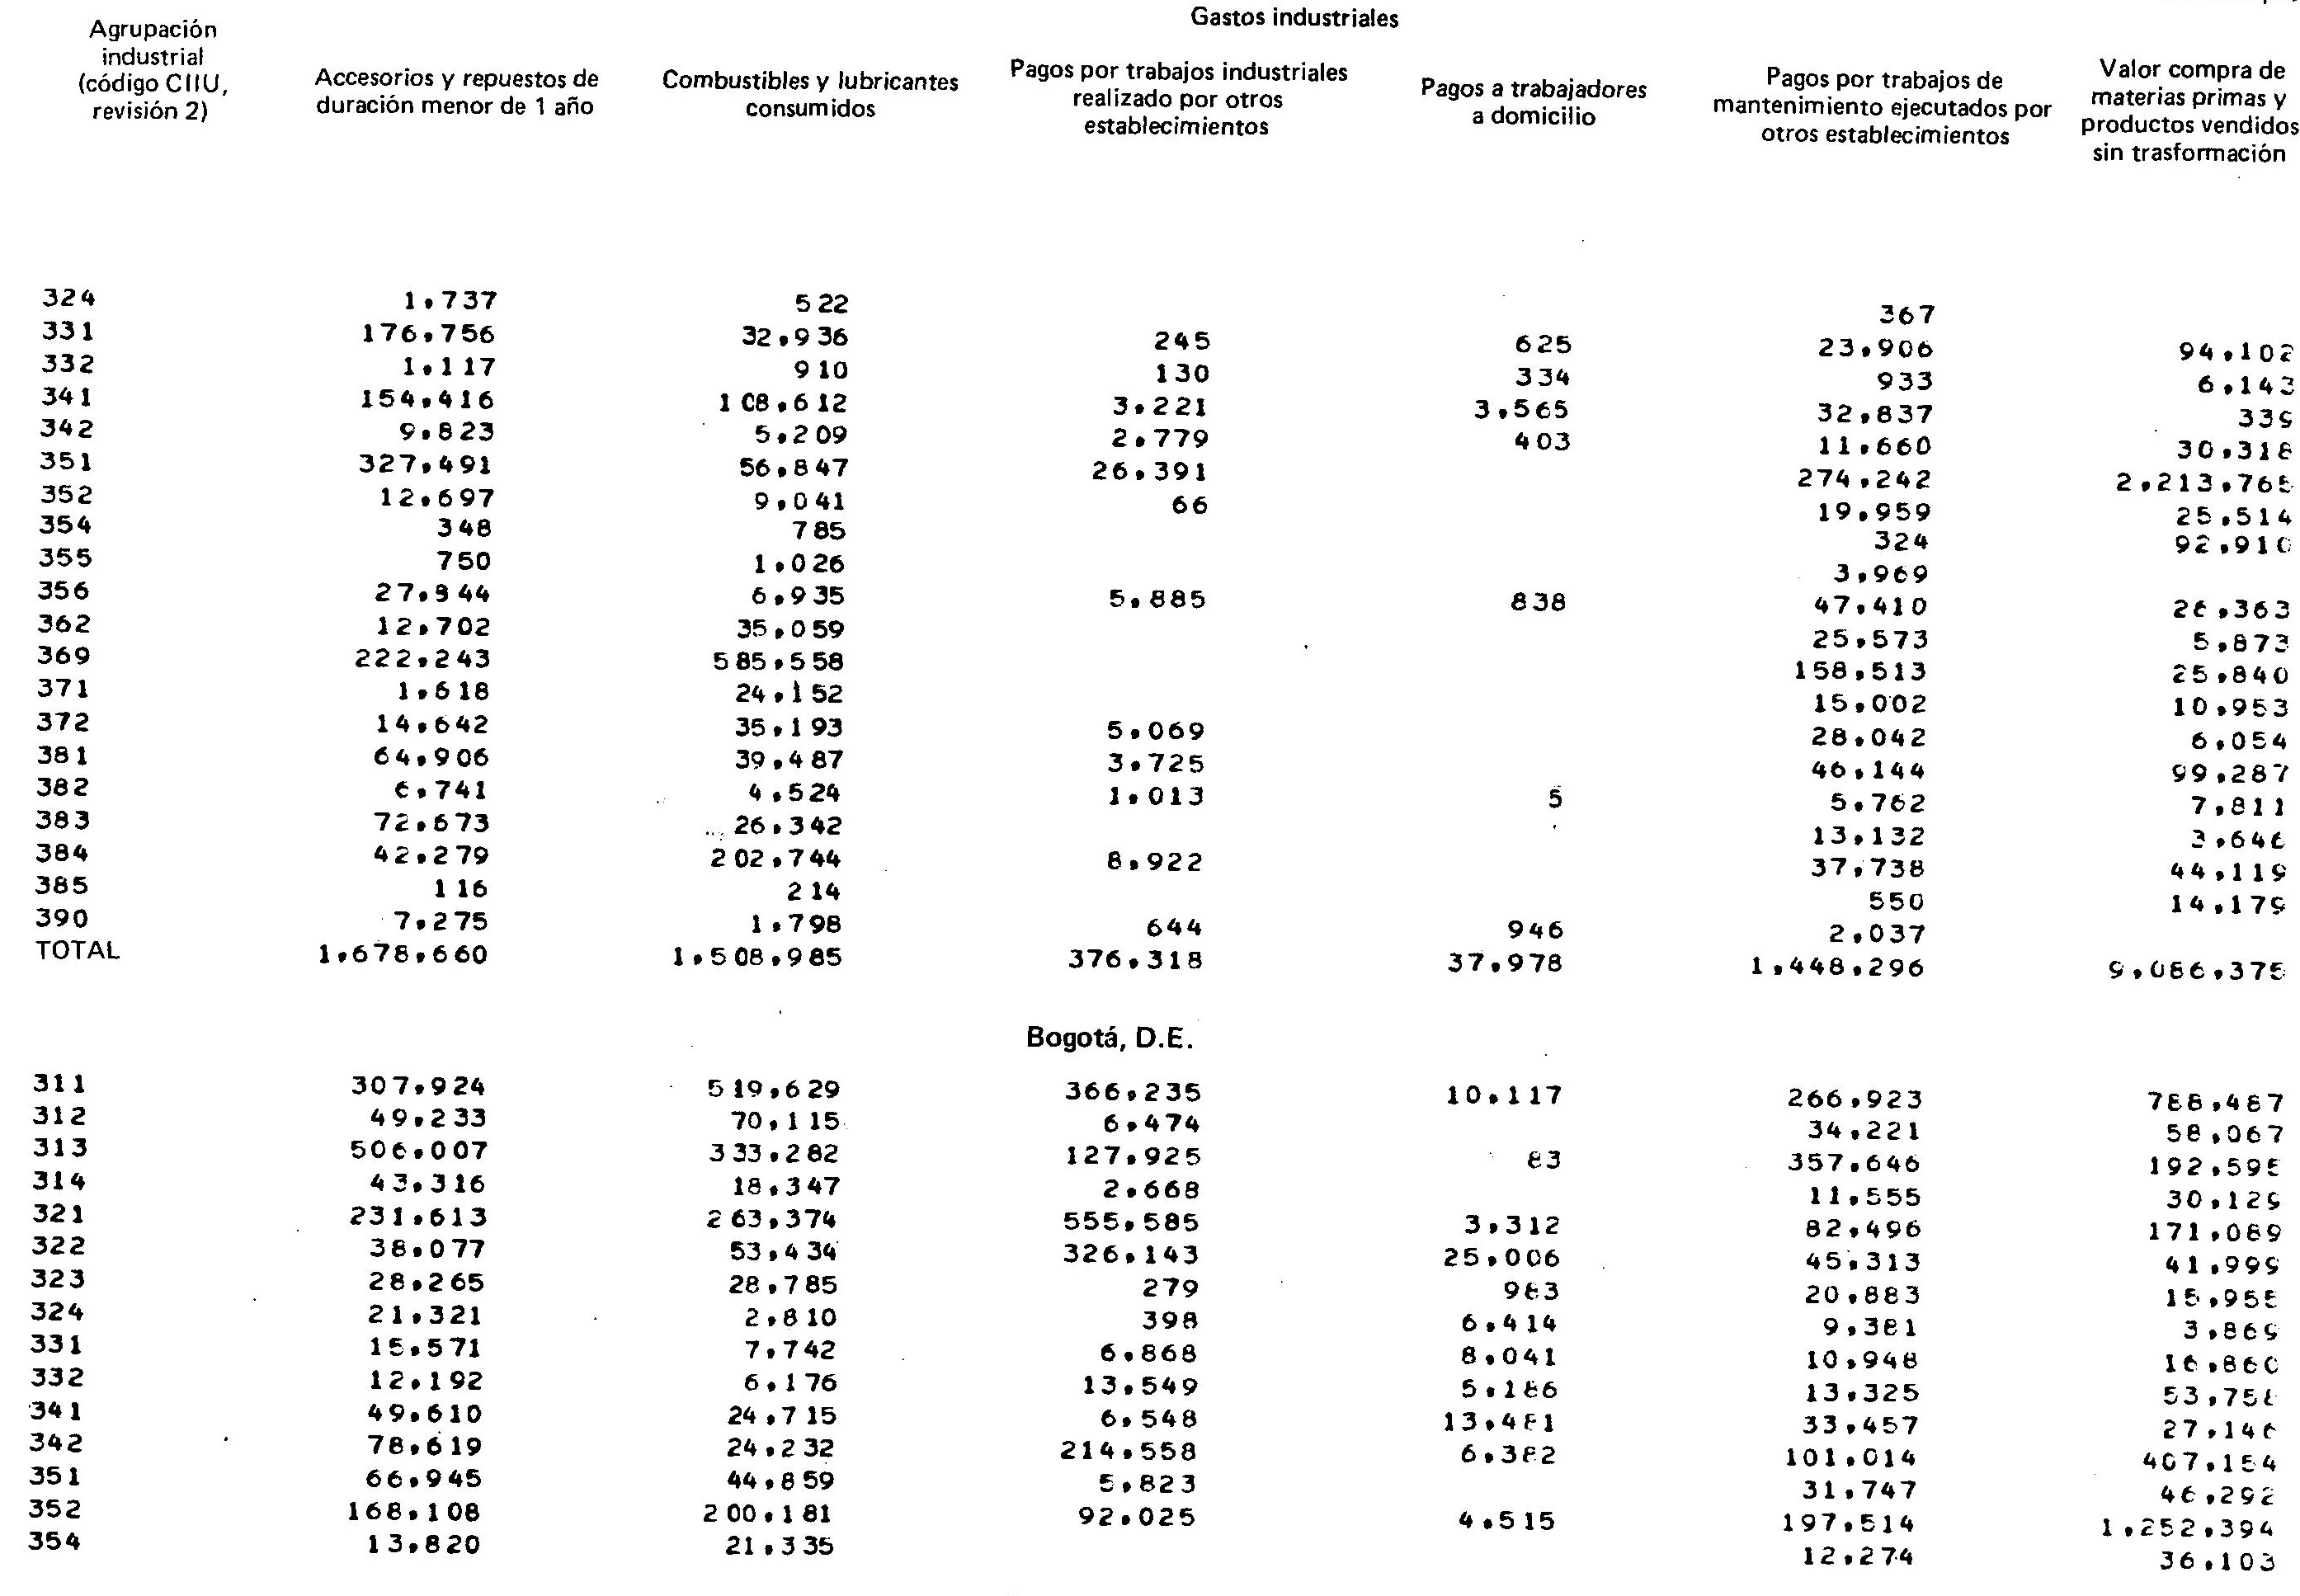 Gastos industriales
Agrupación industrial (código CIIU, revisión 2) Accesorios y repuestos de duración menor de 1 año Combustibles y lubricantes consumidos Pagos por trabajos industriales realizado por otros establecimientos Pagos a trabajadores a domicilio Pagos por trabajos de mantenimiento ejecutados por otros establecimientos Valor compra de materias primas y productos vendidos sin trasformación
324 1,737 522 367
331 176,756 32,936 245 625 23,906 94,102
332 1,117 910 130 334 933 6,143
341 154,416 108,612 3,221 3,565 32,837 339
342 9,823 5,209 2,779 403 11,660 30,318
351 327,491 56,847 26,391 274,242 2,213,765
352 12,697 9,041 66 19,959 25,514
354 348 785 324 92,910
355 750 1,026 3,969
356 27,944 6,935 5,885 838 47,410 26,363
362 12,702 35,059 25,573 5,873
369 222,243 585,558 158,513 25,840
371 1,618 24,152 15,002 10,953
372 14,642 35,193 5,069 28,042 6,054
381 64,906 39,487 3,725 46,144 99,287
382 6,741 4,524 1,013 5 5,762 7,811
383 72,673 26,342 13,132 3,646
384 42,279 202,744 8,922 37,738 44,119
385 116 214 550 14,179
390 7,275 1,798 644 946 2,037
TOTAL 1,678,660 1,508,985 376,318 37,978 1,448,296 9,086,375
Bogotá, D.E.
311 307,924 519,629 366,235 10,117 266,923 788,487
312 49,233 70,115 6,474 34,221 58,067
313 506,007 333,282 127,925 83 357,646 192,595
314 43,316 18,347 2,668 11,555 30,129
321 231,613 263,374 555,585 3,312 82,496 171,089
322 38,077 53,434 326,143 25,006 45,313 41,999
323 28,265 28,785 279 983 20,883 15,955
324 21,321 2,810 398 6,414 9,381 3,869
331 15,571 7,742 6,868 8,041 10,948 16,860
332 12,192 6,176 13,549 5,186 13,325 53,758
341 49,610 24,715 6,548 13,481 33,457 27,146
342 78,619 24,232 214,558 6,382 101,014 407,154
351 66,945 44,859 5,823 31,747 46,292
352 168,108 200,181 92,025 4,515 197,514 1,252,394
354 13,820 21,335 12,274 36,103